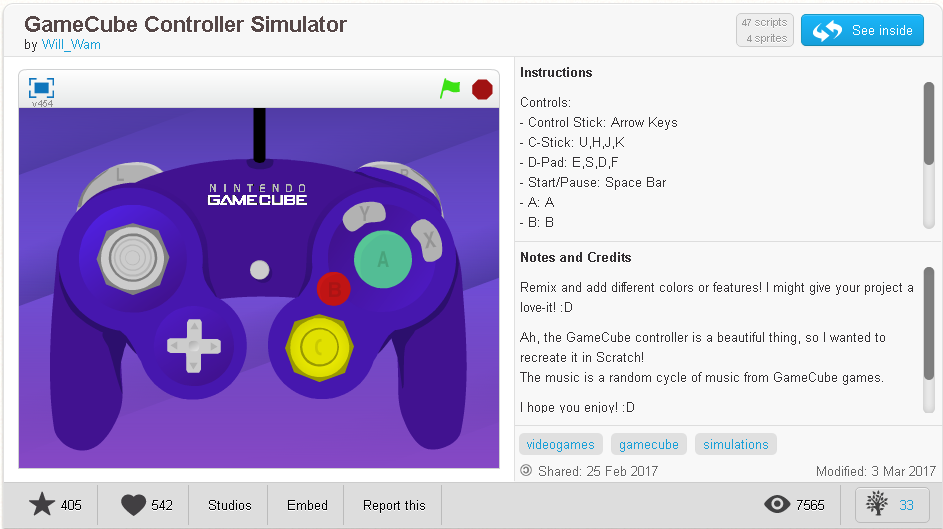 GameCube Controller Simulator
by Will_Wam
47 scripts
4 sprites
See inside
v454
L
R
NINTENDO
GAMECUBE
Y
X
A
B
C
Instructions
Controls:
- Control Stick: Arrow Keys
- C-Stick: U,H,J,K
- D-Pad: E,S,D,F
- Start/Pause: Space Bar
- A: A
- B: B
Notes and Credits
Remix and add different colors or features! I might give your project a
love-it! :D
Ah, the GameCube controller is a beautiful thing, so I wanted to
recreate it in Scratch!
The music is a random cycle of music from GameCube games.
I hope you enjoy! :D
videogames gamecube simulations
Shared: 25 Feb 2017 Modified: 3 Mar 2017
405 542 Studios Embed Report this 7565 33